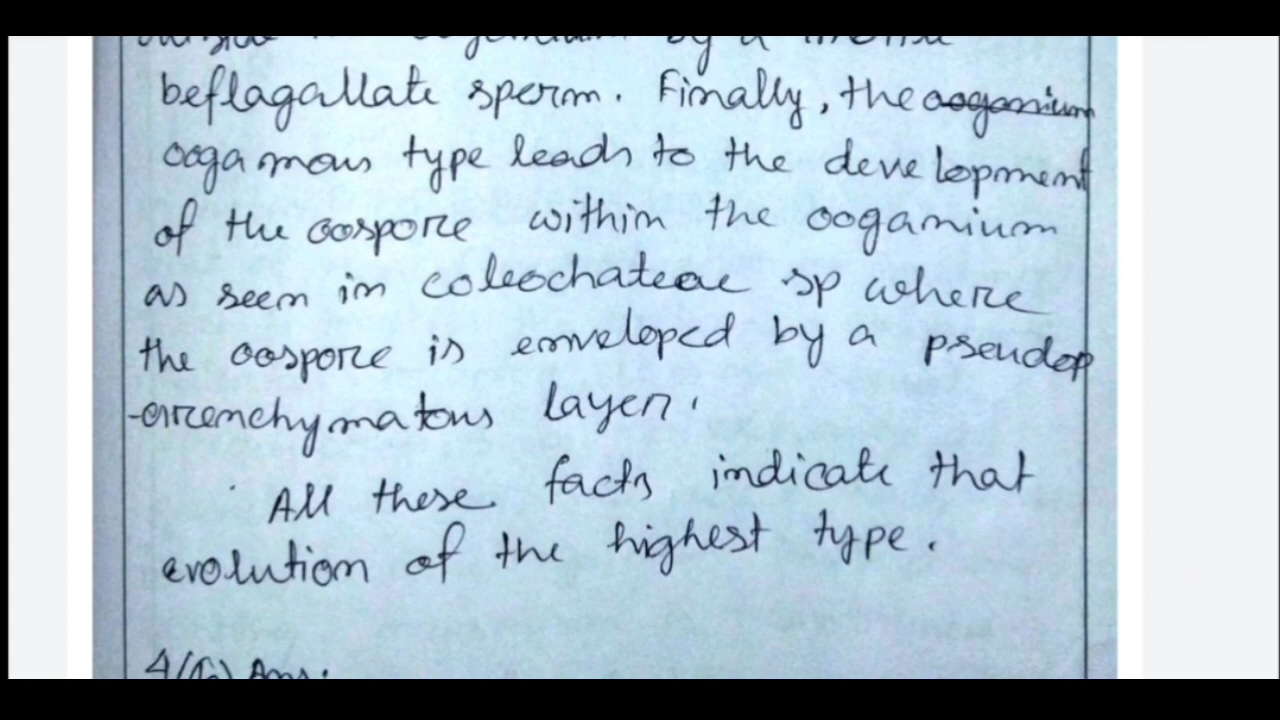 beflagallate sperm. Finally, the oogamium
oogamous type leads to the development
of the oospore within the oogamium
as seen in coleochateae sp where
the oospore is enveloped by a pseudop
-arrenchymatous layer.
All these facts indicate that
evolution of the highest type.
Ans: